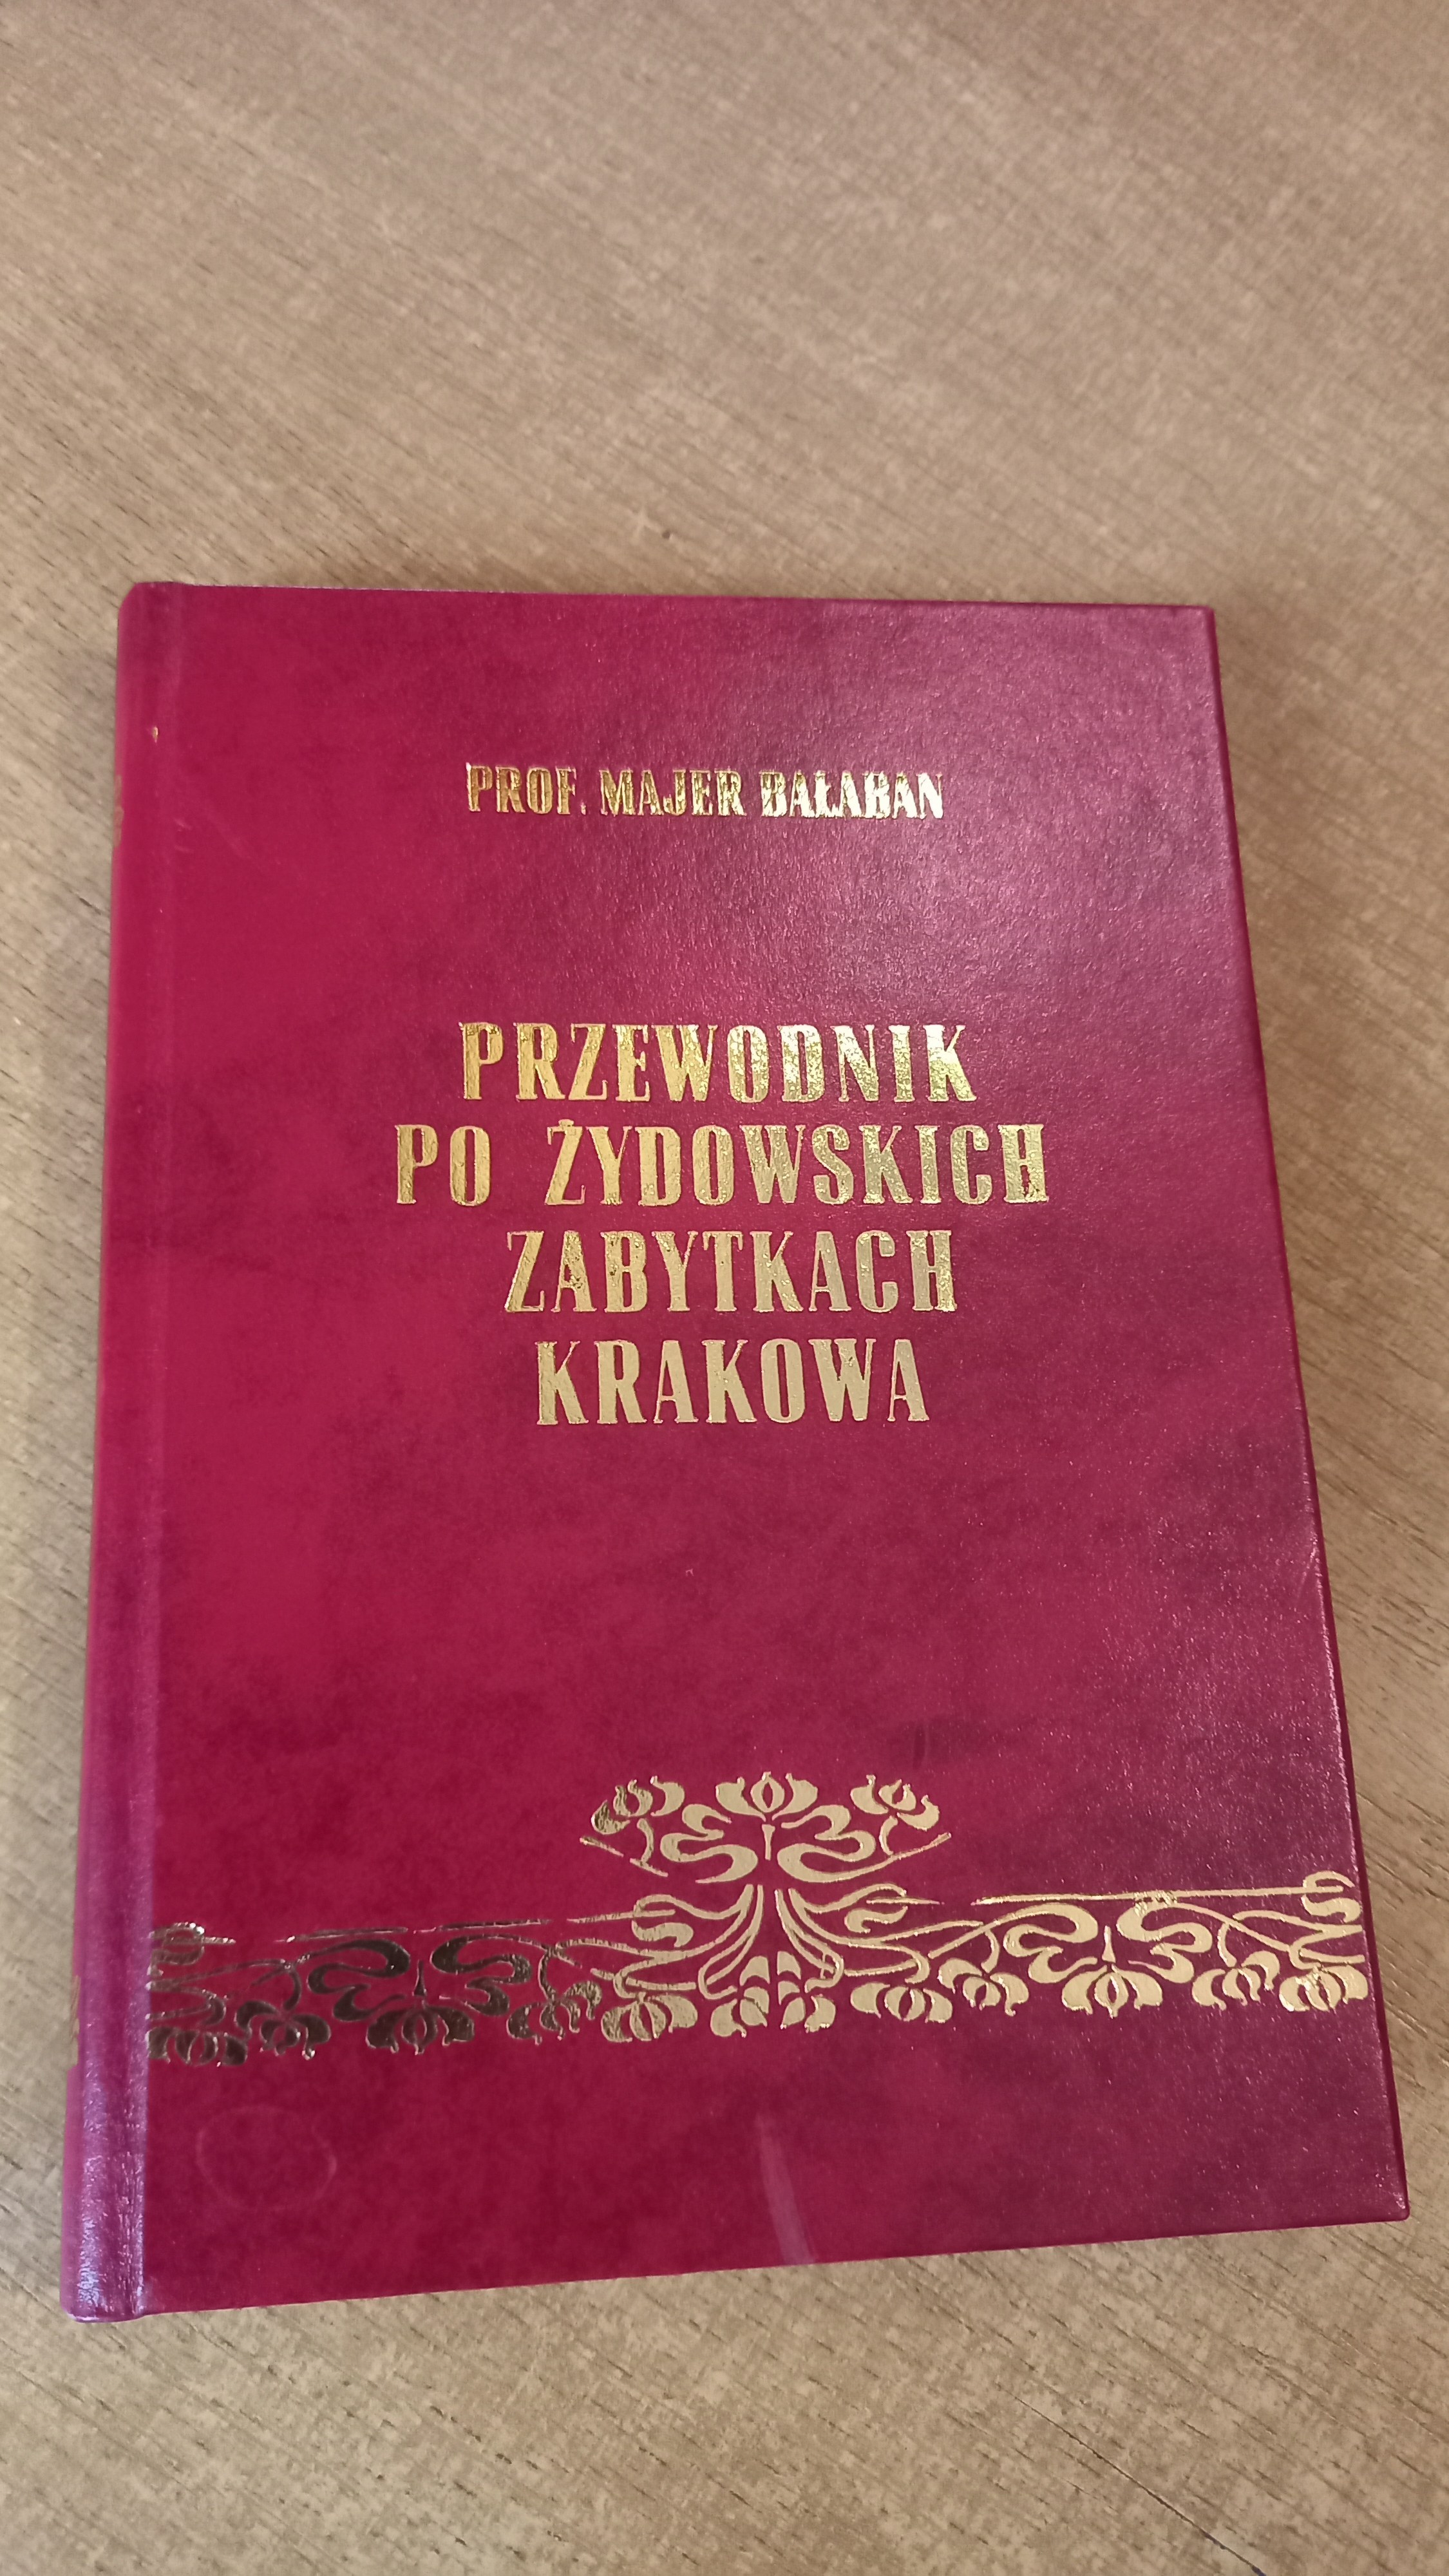 PROF. MAJER BAŁABAN
PRZEWODNIK
PO ŻYDOWSKICH
ZABYTKACH
KRAKOWA